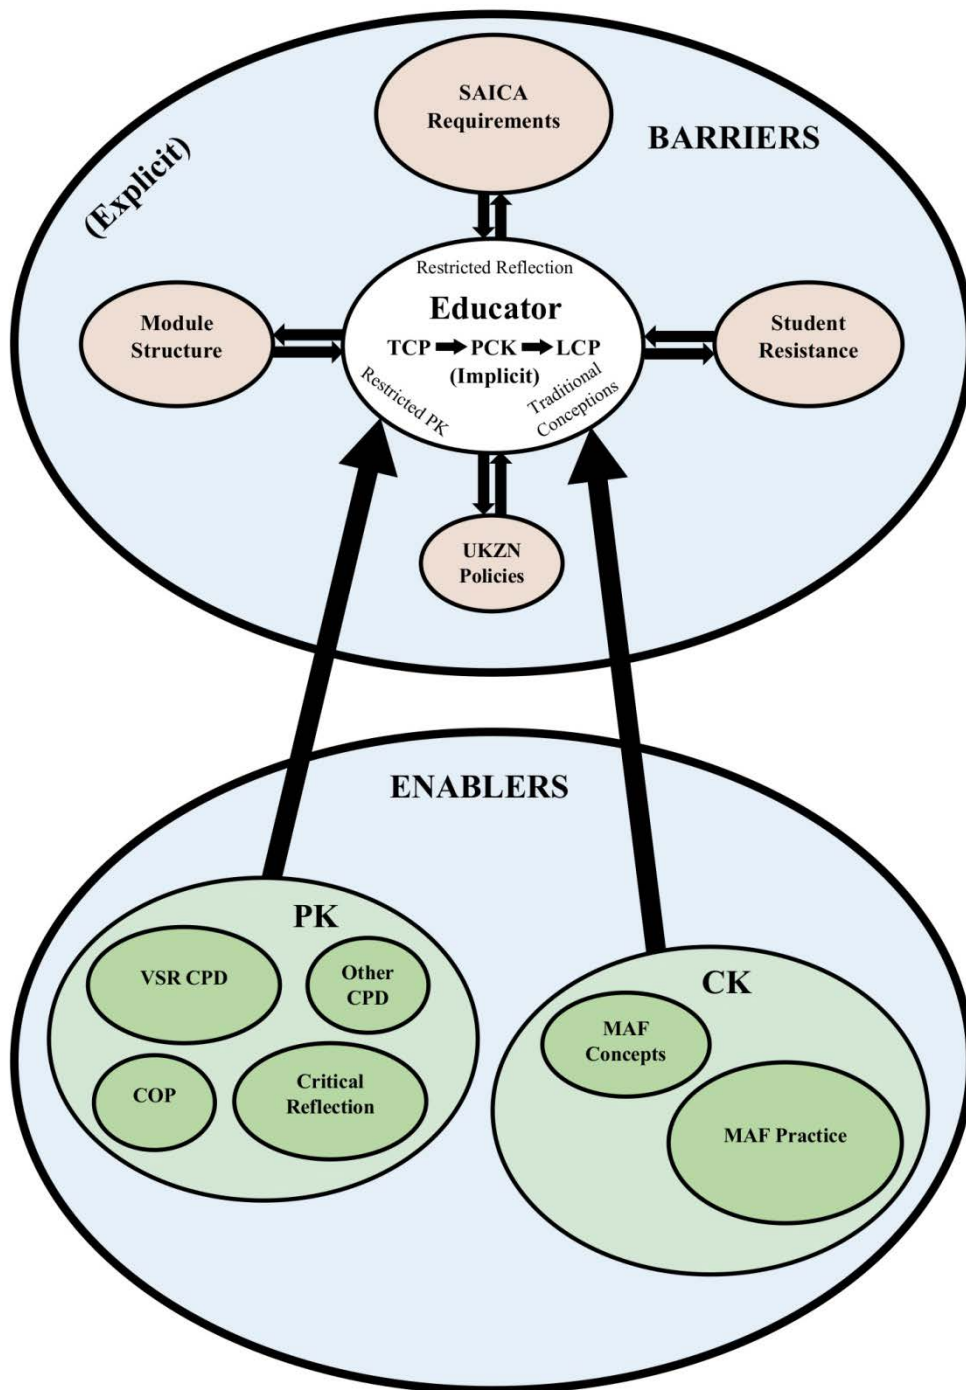 SAICA
Requirements
BARRIERS
(Explicit)
Restricted Reflection
Educator
TCP PCK LCP
(Implicit)
Restricted PK
Traditional
Conceptions
Module
Structure
Student
Resistance
UKZN
Policies
ENABLERS
PK
VSR CPD
Other
CPD
COP
Critical
Reflection
CK
MAF
Concepts
MAF Practice